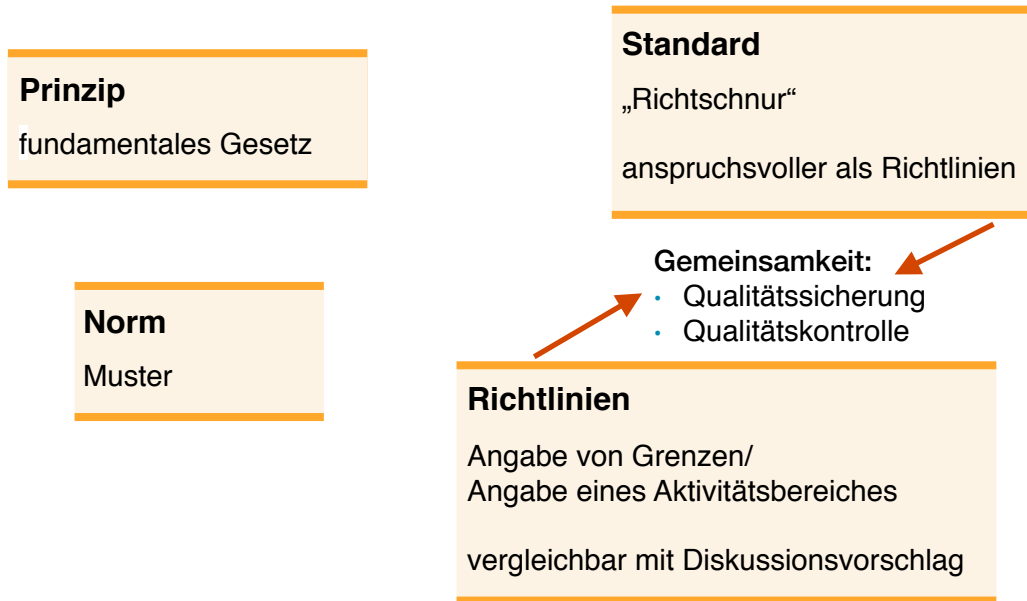 Prinzip
fundamentales Gesetz
Standard
„Richtschnur“
anspruchsvoller als Richtlinien
Gemeinsamkeit:
· Qualitätssicherung
· Qualitätskontrolle
Norm
Muster
Richtlinien
Angabe von Grenzen/
Angabe eines Aktivitätsbereiches
vergleichbar mit Diskussionsvorschlag